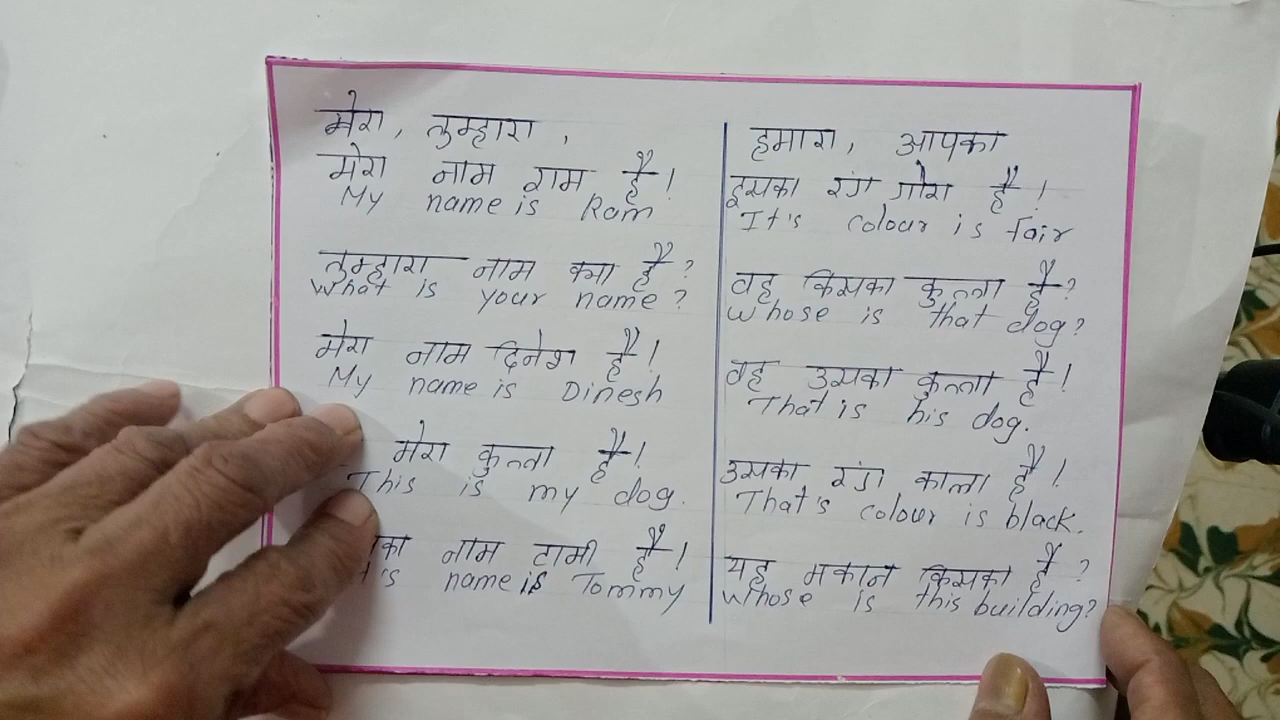 मेरा, तुम्हारा,
मेरा नाम राम है!
My name is Ram
तुम्हारा नाम क्या है?
What is your name?
मेरा नाम दिनेश है!
My name is Dinesh
मेरा कुत्ता है!
This is my dog.
नाम टामी है!
name is Tommy
हमारा, आपका
इसका रंग गोरा है!
It's colour is fair
वह किसका कुत्ता है?
Whose is that dog?
वह उसका कुत्ता है!
That is his dog.
उसका रंग काला है!
That's colour is black.
यह मकान किसका है?
Whose is this building?